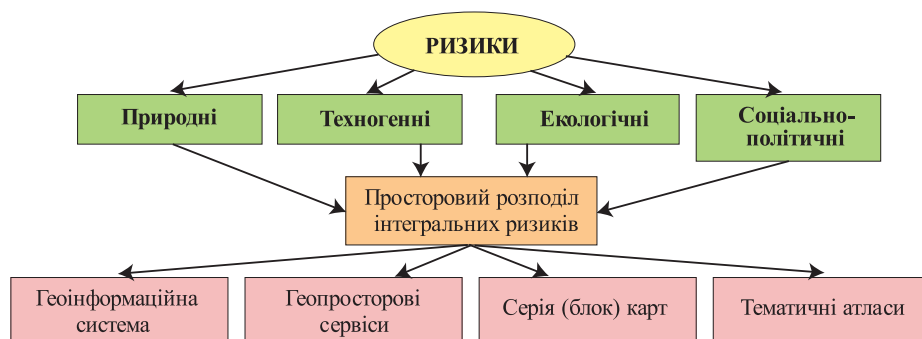 РИЗИКИ
Природні
Техногенні
Екологічні
Соціально-
політичні
Просторовий розподіл
інтегральних ризиків
Геоінформаційна
система
Геопросторові
сервіси
Серія (блок) карт
Тематичні атласи